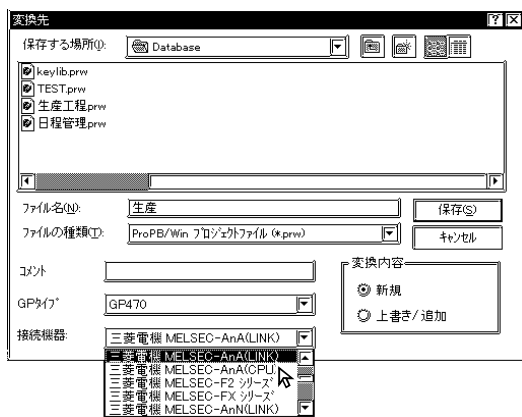 変換先
保存する場所(I):
Database
keylib.prw
TEST.prw
生産工程.prw
日程管理.prw
ファイル名(N):
生産
保存(S)
ファイルの種類(T):
ProPB/Win プロジェクトファイル (*.prw)
キャンセル
コメント
変換内容
新規
上書き/追加
GPタイプ
GP470
接続機器:
三菱電機 MELSEC-AnA(LINK)
三菱電機 MELSEC-AnA(LINK)
三菱電機 MELSEC-AnA(CPU)
三菱電機 MELSEC-F2 シリーズ
三菱電機 MELSEC-FX シリーズ
三菱電機 MELSEC-AnN(LINK)